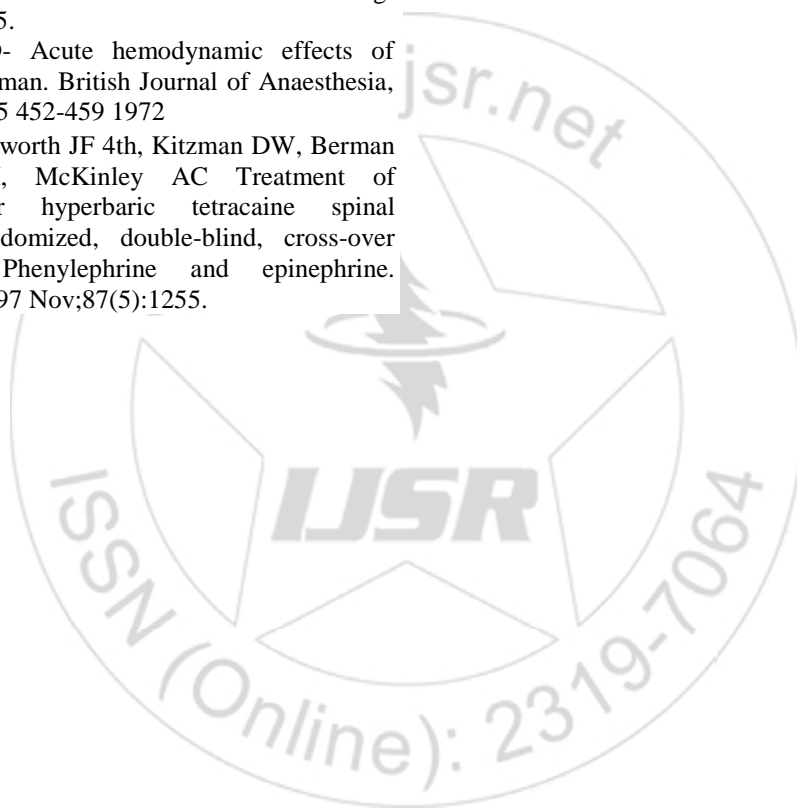 5.
- Acute hemodynamic effects of
man. British Journal of Anaesthesia,
5 452-459 1972
worth JF 4th, Kitzman DW, Berman
, McKinley AC Treatment of
hyperbaric tetracaine spinal
domized, double-blind, cross-over
Phenylephrine and epinephrine.
97 Nov;87(5):1255.
jsr.net
IJSR
ISSN (Online): 2319-7064